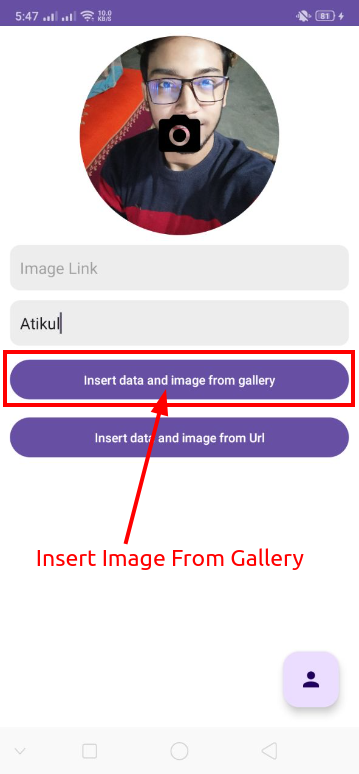 5:47 10.0 KB/S 81
Image Link
Atikul
Insert data and image from gallery
Insert data and image from Url
Insert Image From Gallery